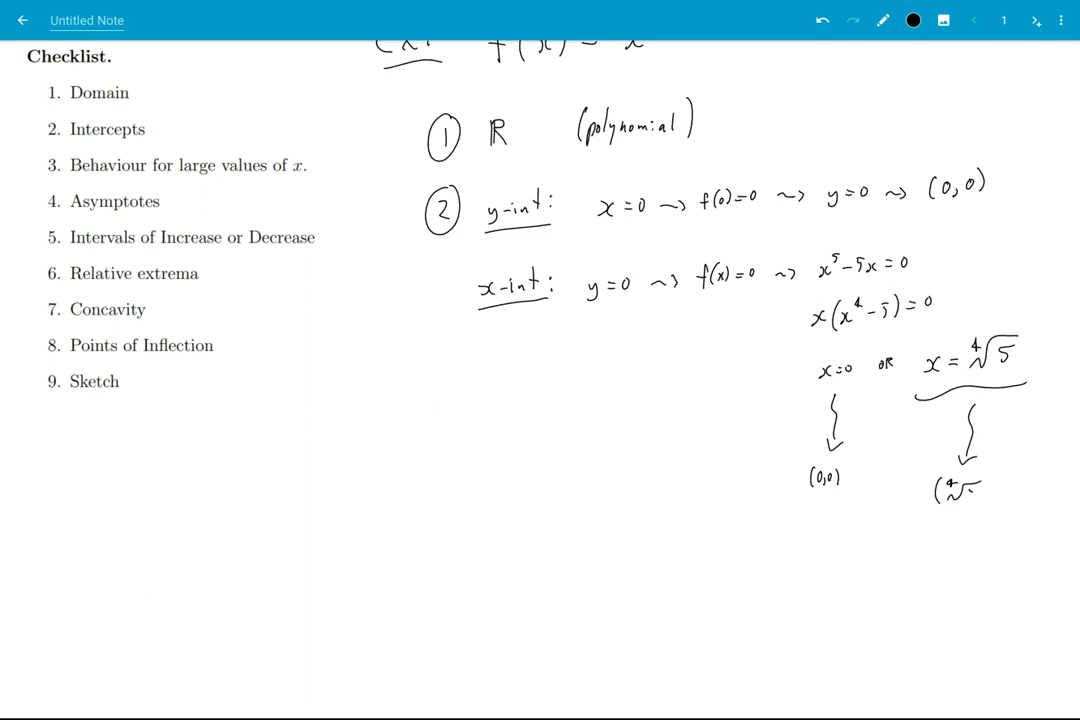 Untitled Note
1
Checklist.
1. Domain
2. Intercepts
3. Behaviour for large values of x.
4. Asymptotes
5. Intervals of Increase or Decrease
6. Relative extrema
7. Concavity
8. Points of Inflection
9. Sketch
f(x) =
① ℝ (polynomial)
② y-int: x=0 ⇝ f(0)=0 ⇝ y=0 ⇝ (0,0)
x-int: y=0 ⇝ f(x)=0 ⇝ x⁵-5x=0
x(x⁴-5)=0
x=0 OR x=∜5
(0,0) (∜